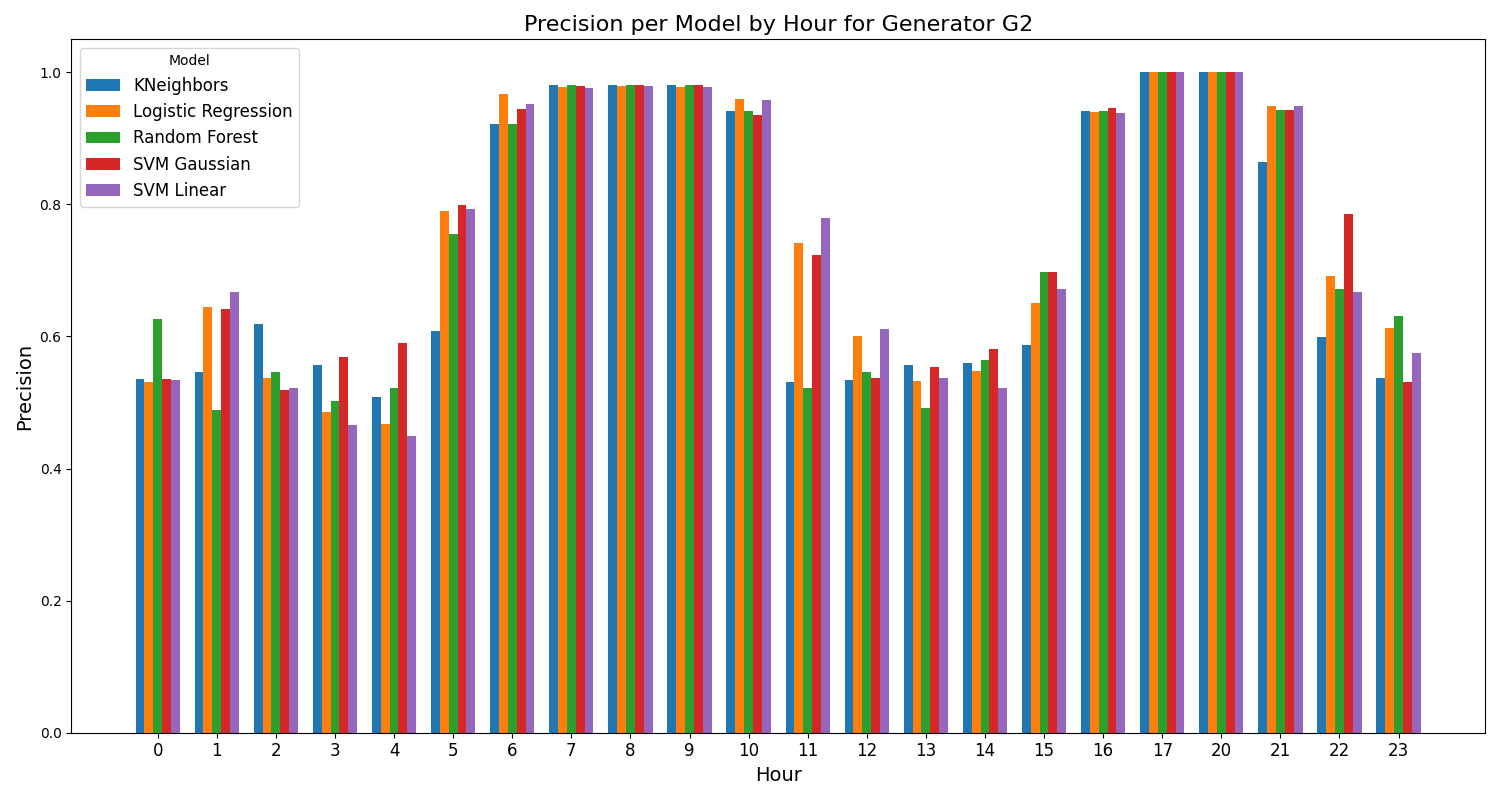 Precision per Model by Hour for Generator G2
Model
KNeighbors
Logistic Regression
Random Forest
SVM Gaussian
SVM Linear
Precision
1.0
0.8
0.6
0.4
0.2
0.0
0 1 2 3 4 5 6 7 8 9 10 11 12 13 14 15 16 17 20 21 22 23
Hour